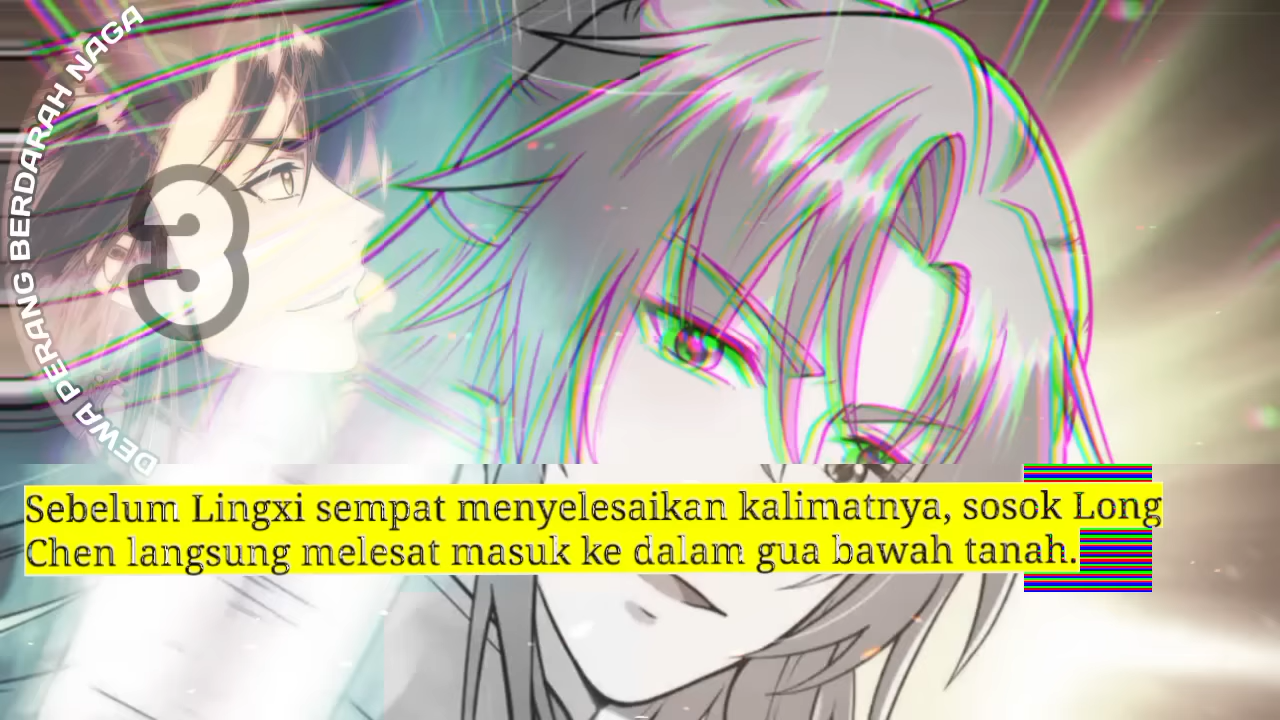 DEWA PERANG BERDARAH NAGA
3
Sebelum Lingxi sempat menyelesaikan kalimatnya, sosok Long
Chen langsung melesat masuk ke dalam gua bawah tanah.